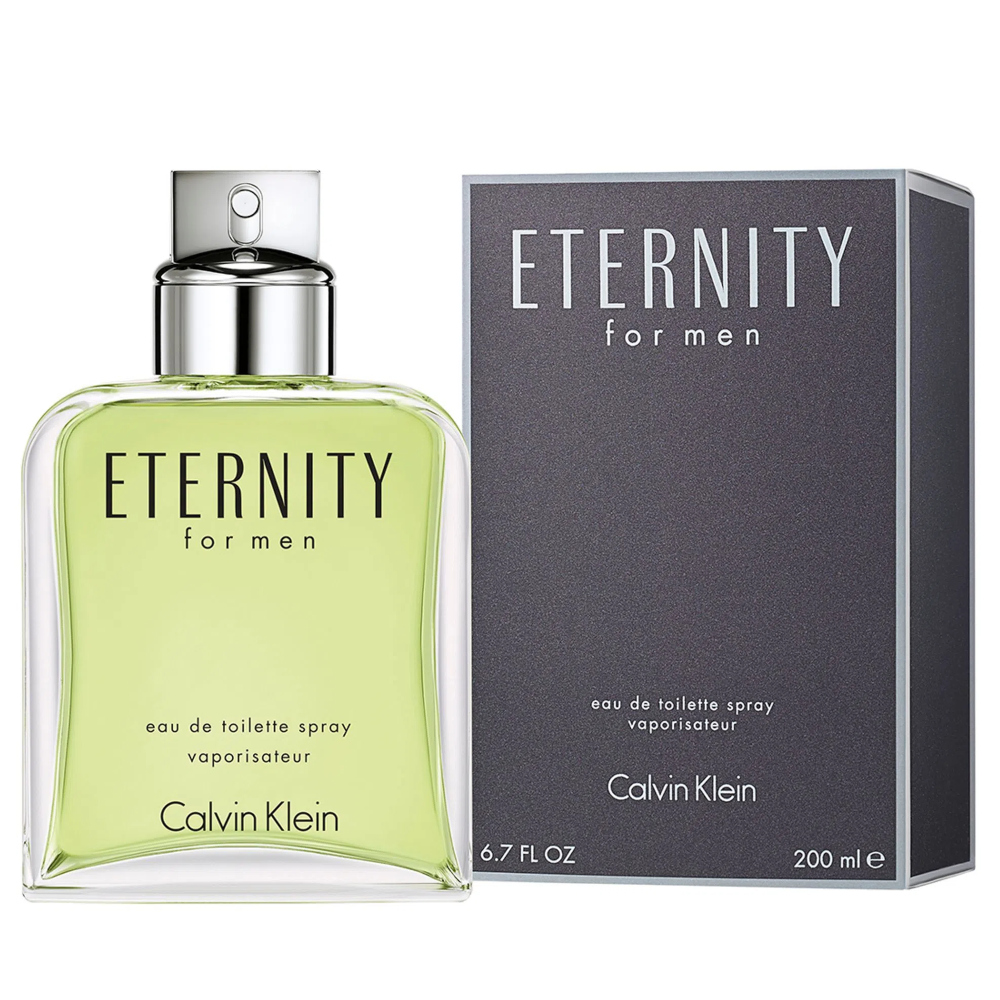 ETERNITY
for men
eau de toilette spray
vaporisateur
Calvin Klein
ETERNITY
for men
eau de toilette spray
vaporisateur
Calvin Klein
6.7 FL OZ
200 ml ℮